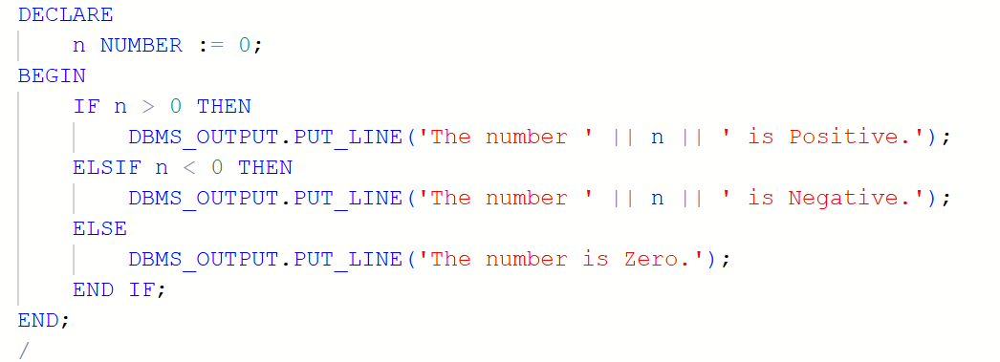 DECLARE
    n NUMBER := 0;
BEGIN
    IF n > 0 THEN
        DBMS_OUTPUT.PUT_LINE('The number ' || n || ' is Positive.');
    ELSIF n < 0 THEN
        DBMS_OUTPUT.PUT_LINE('The number ' || n || ' is Negative.');
    ELSE
        DBMS_OUTPUT.PUT_LINE('The number is Zero.');
    END IF;
END;
/